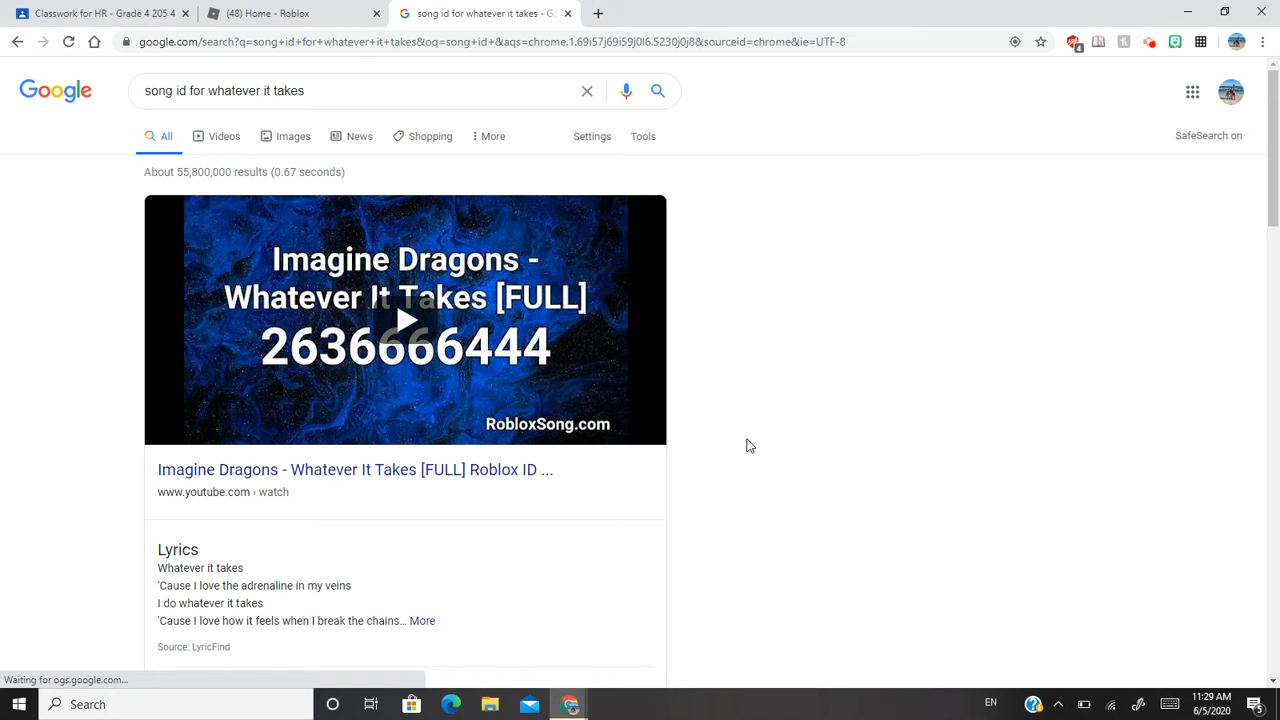 Classwork for HR - Grade 4 205 4
(48) Home - Roblox
song id for whatever it takes - Go
google.com/search?q=song+id+for+whatever+it+takes&oq=song+id+&aqs=chrome.1.69i57j69i59j0l6.5230j0j8&sourceid=chrome&ie=UTF-8
4
Google
song id for whatever it takes
All
Videos
Images
News
Shopping
More
Settings
Tools
SafeSearch on
About 55,800,000 results (0.67 seconds)
Imagine Dragons -
Whatever It Takes [FULL]
2636666444
RobloxSong.com
Imagine Dragons - Whatever It Takes [FULL] Roblox ID ...
www.youtube.com › watch
Lyrics
Whatever it takes
'Cause I love the adrenaline in my veins
I do whatever it takes
'Cause I love how it feels when I break the chains… More
Source: LyricFind
Waiting for ogs.google.com...
Search
EN
11:29 AM
6/5/2020
5